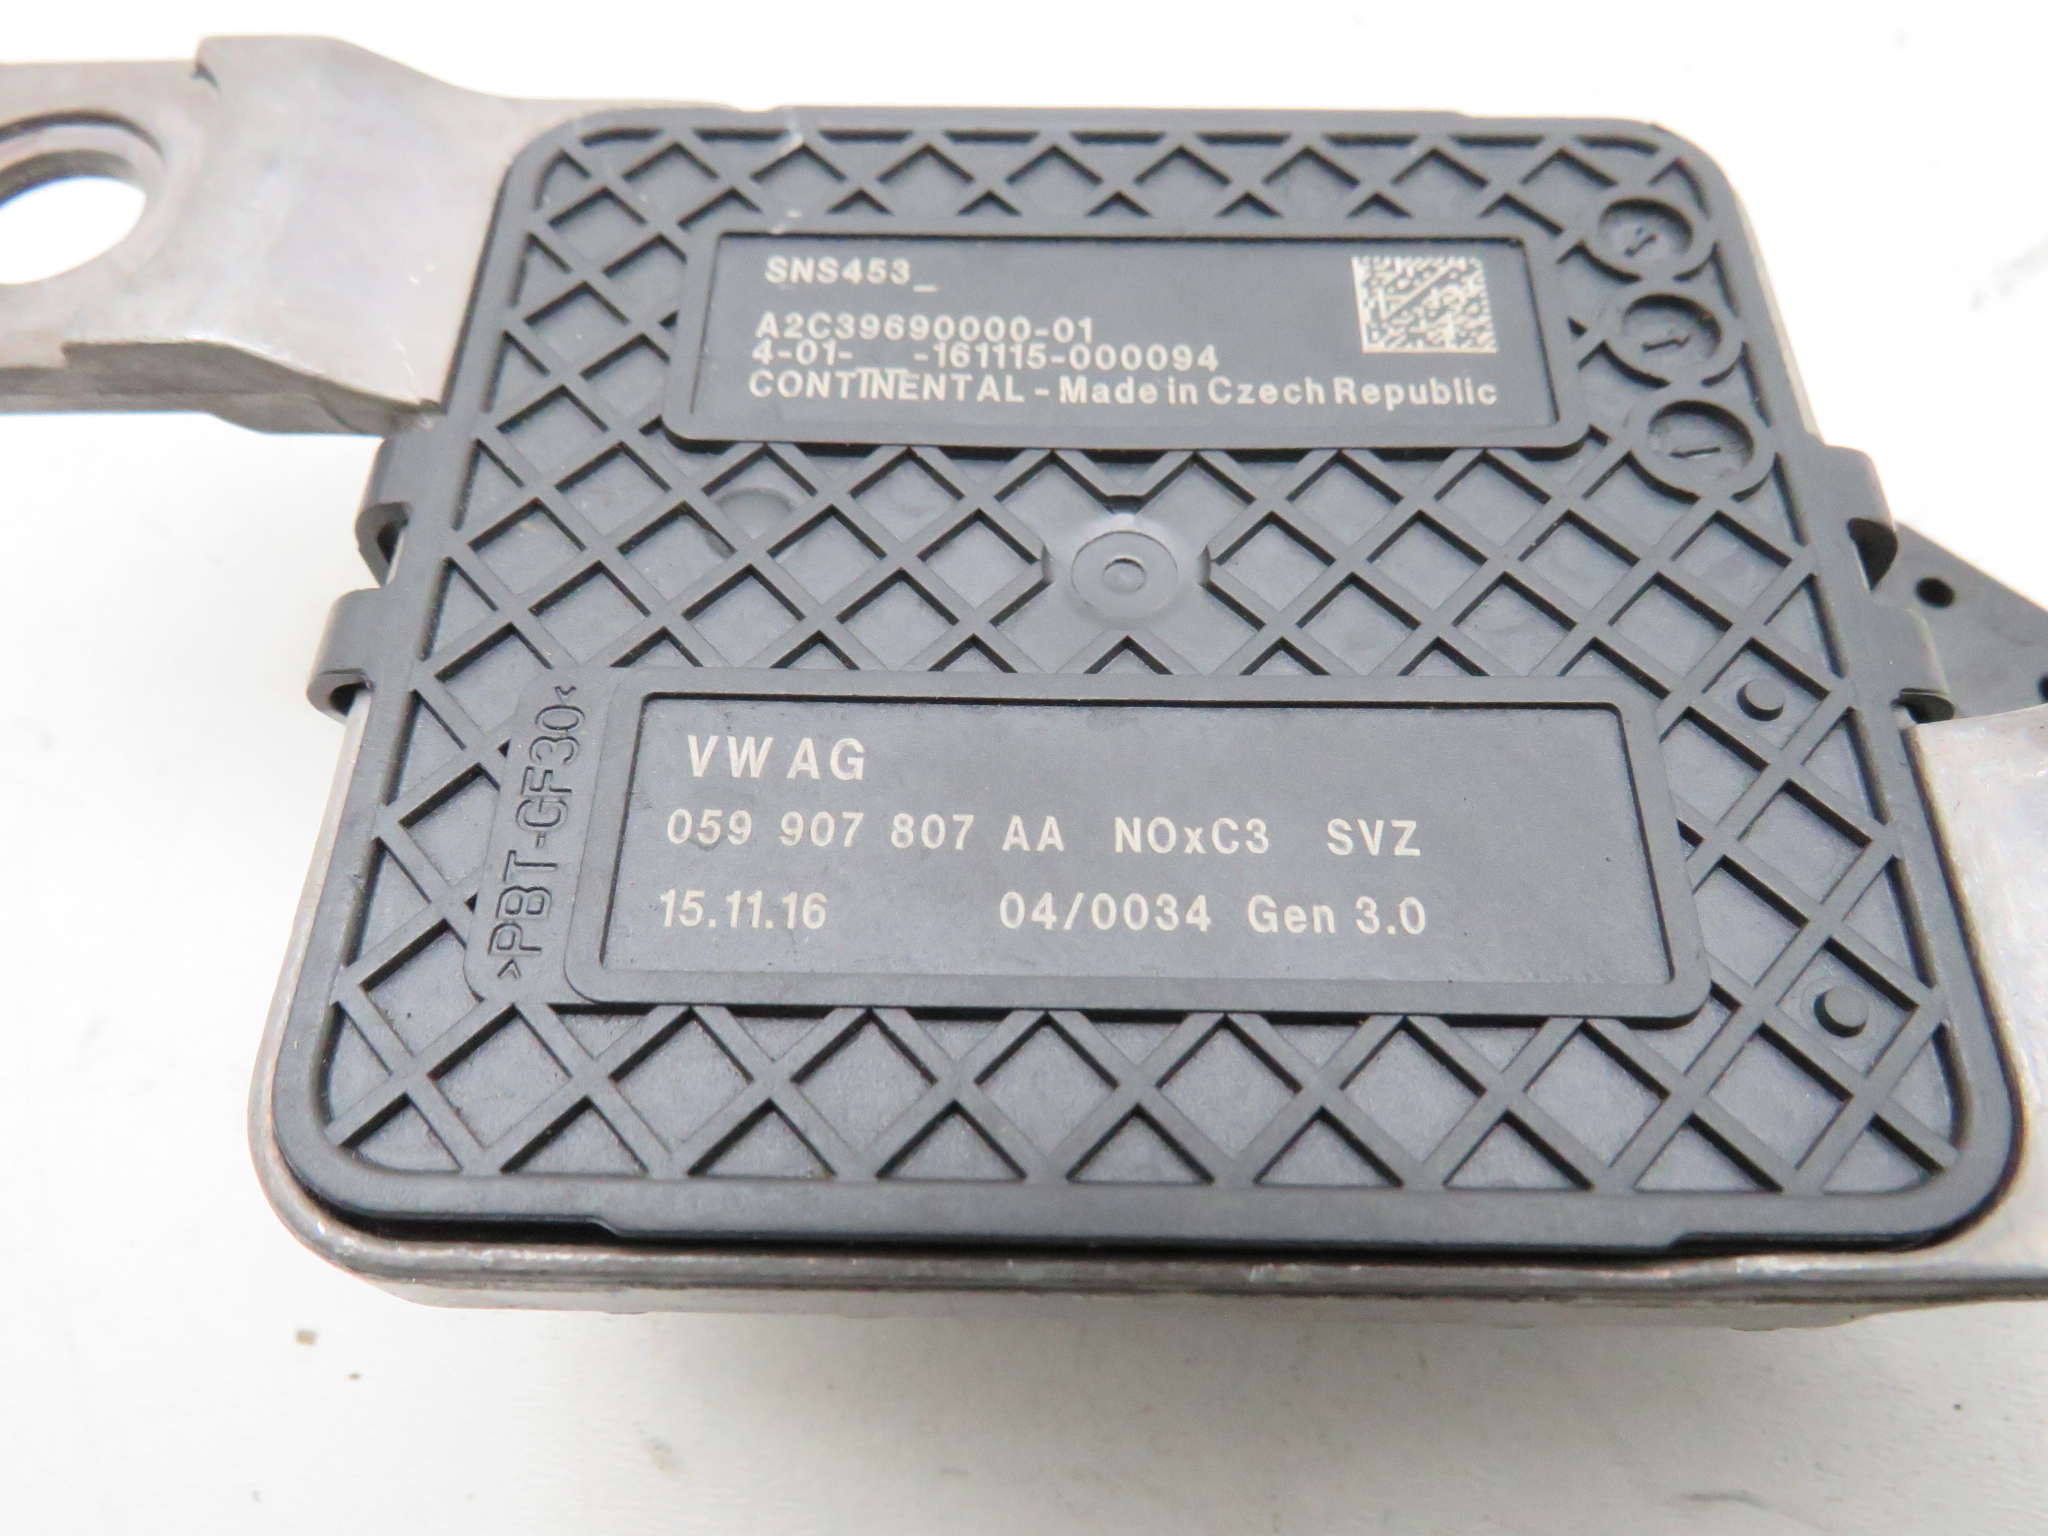 SNS453_
A2C39690000-01
4-01-__-161115-000094
CONTINENTAL - Made in Czech Republic
>PBT-GF30<
VW AG
059 907 807 AA NOxC3 SVZ
15.11.16 04/0034 Gen 3.0